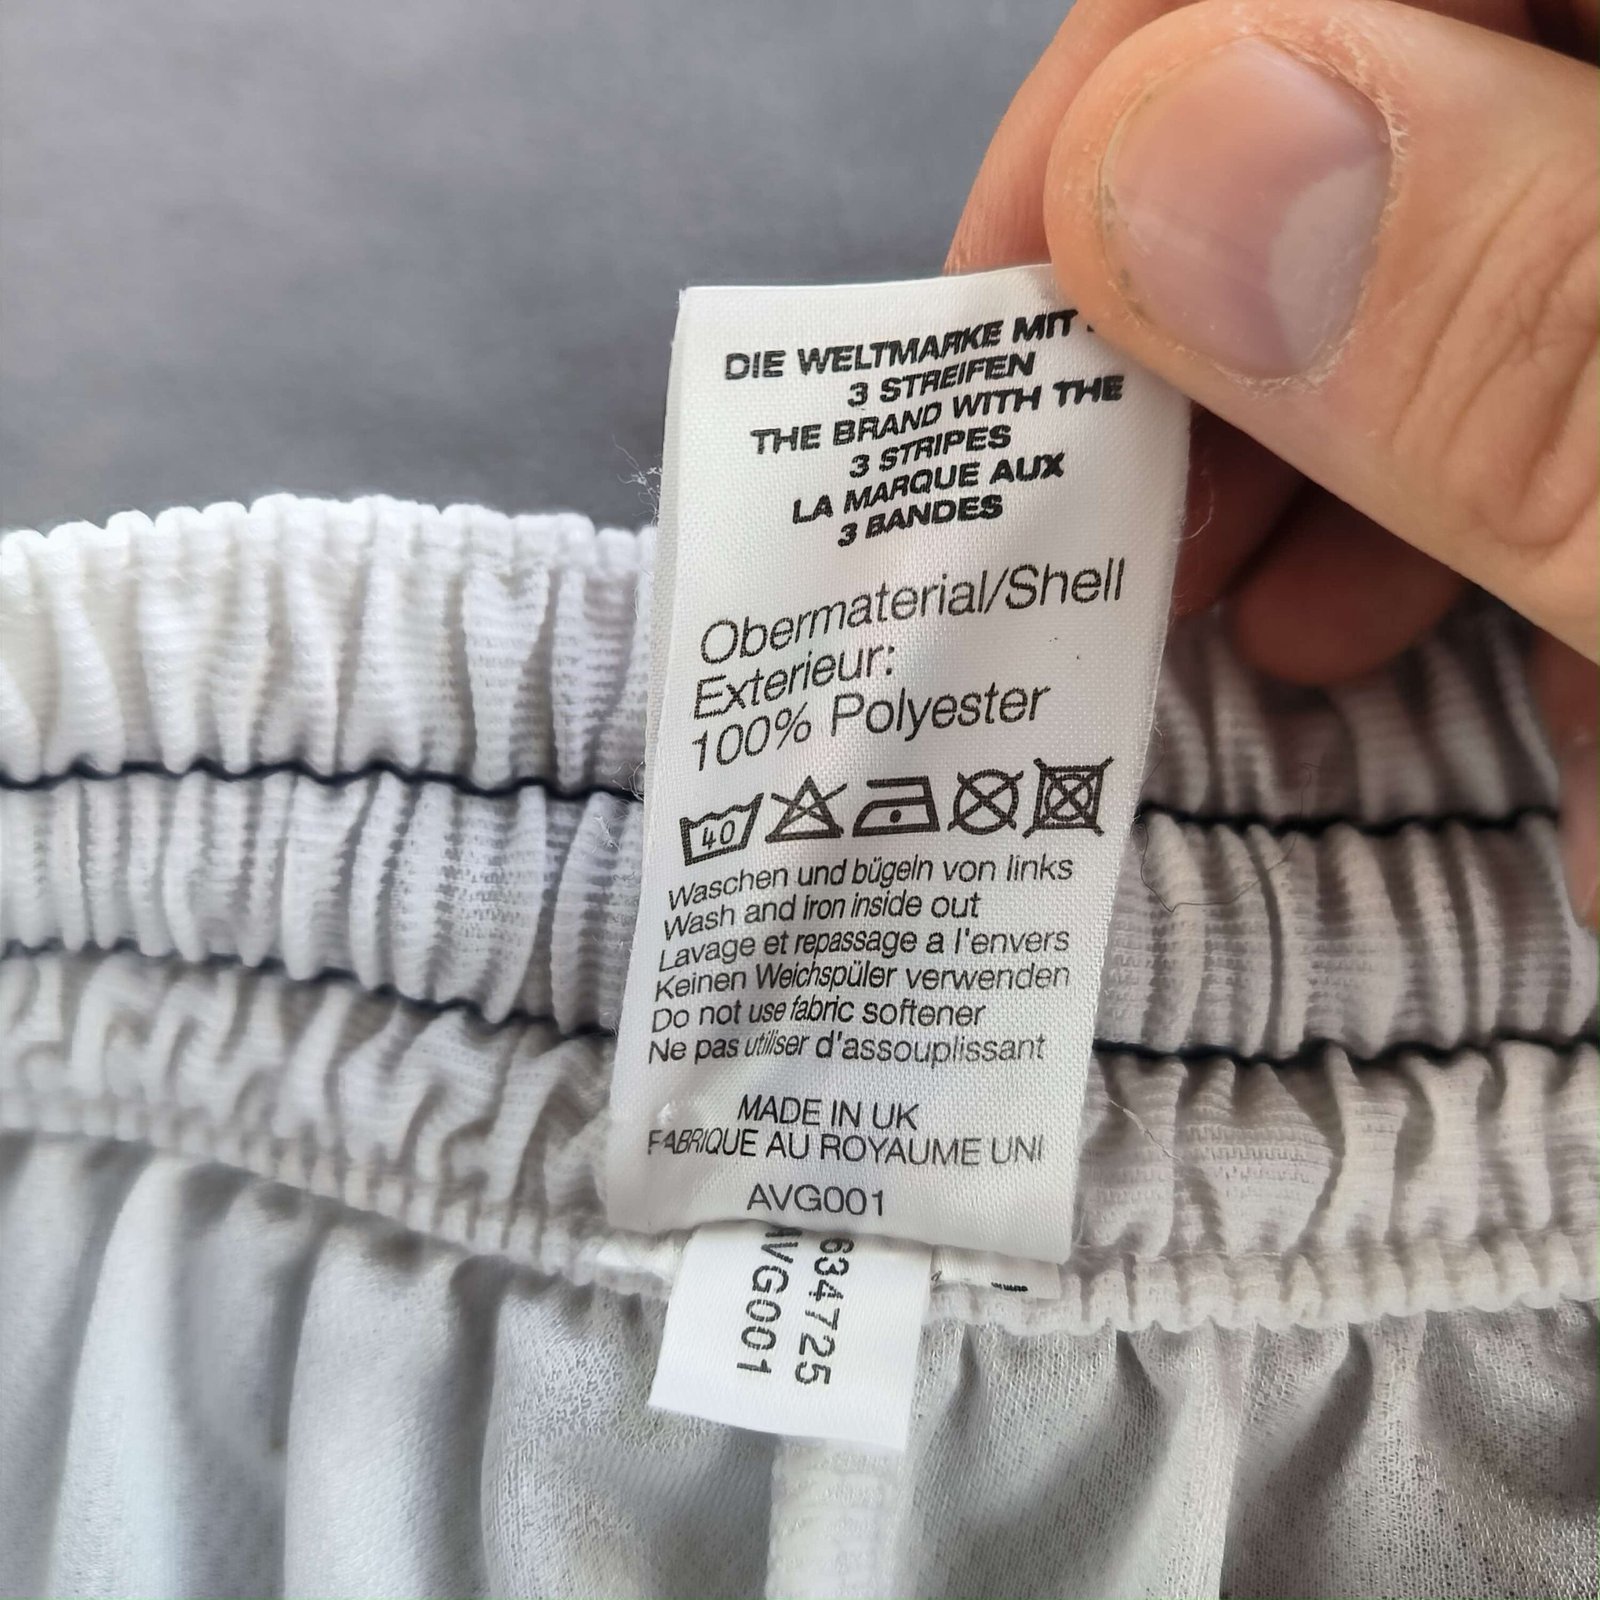 DIE WELTMARKE MIT
3 STREIFEN
THE BRAND WITH THE
3 STRIPES
LA MARQUE AUX
3 BANDES
Obermaterial/Shell
Exterieur:
100% Polyester
40
Waschen und bügeln von links
Wash and iron inside out
Lavage et repassage a l'envers
Keinen Weichspüler verwenden
Do not use fabric softener
Ne pas utiliser d'assouplissant
MADE IN UK
FABRIQUE AU ROYAUME UNI
AVG001
634725
AVG001